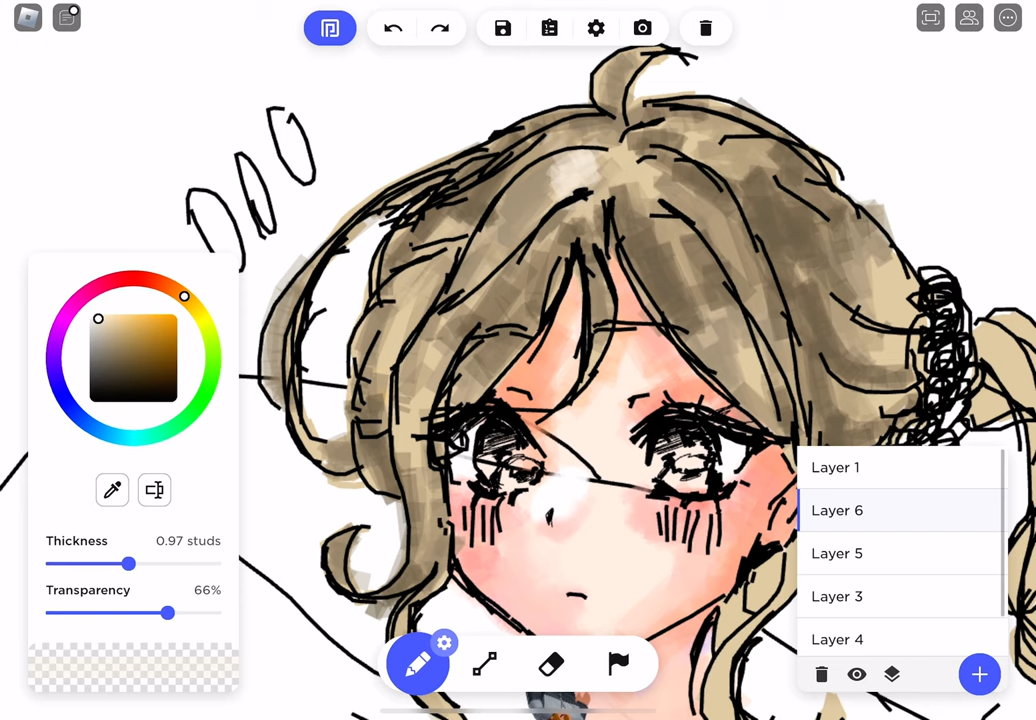 Thickness 0.97 studs
Transparency 66%
Layer 1
Layer 6
Layer 5
Layer 3
Layer 4